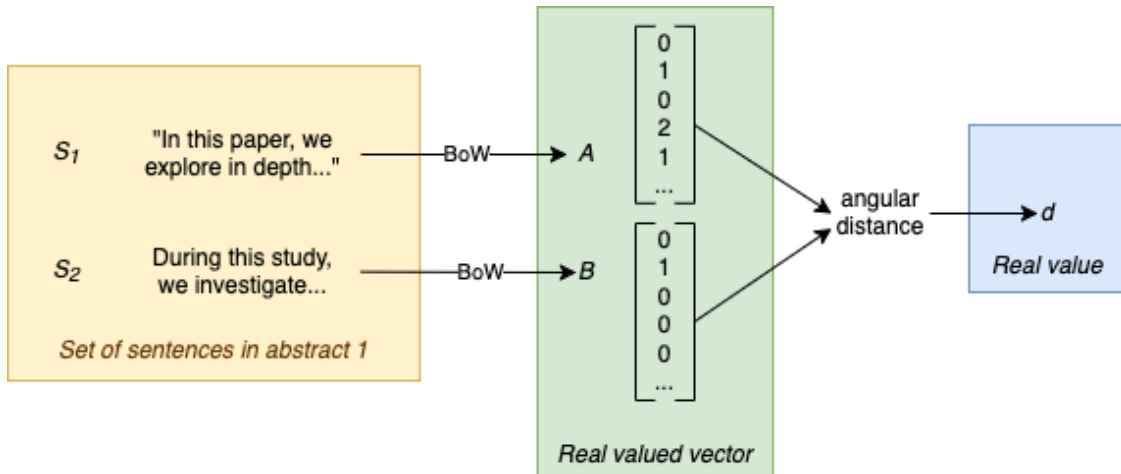 S1
"In this paper, we
explore in depth..."
BoW
A
0
1
0
2
1
...
S2
During this study,
we investigate...
BoW
B
0
1
0
0
0
...
angular
distance
d
Real value
Set of sentences in abstract 1
Real valued vector